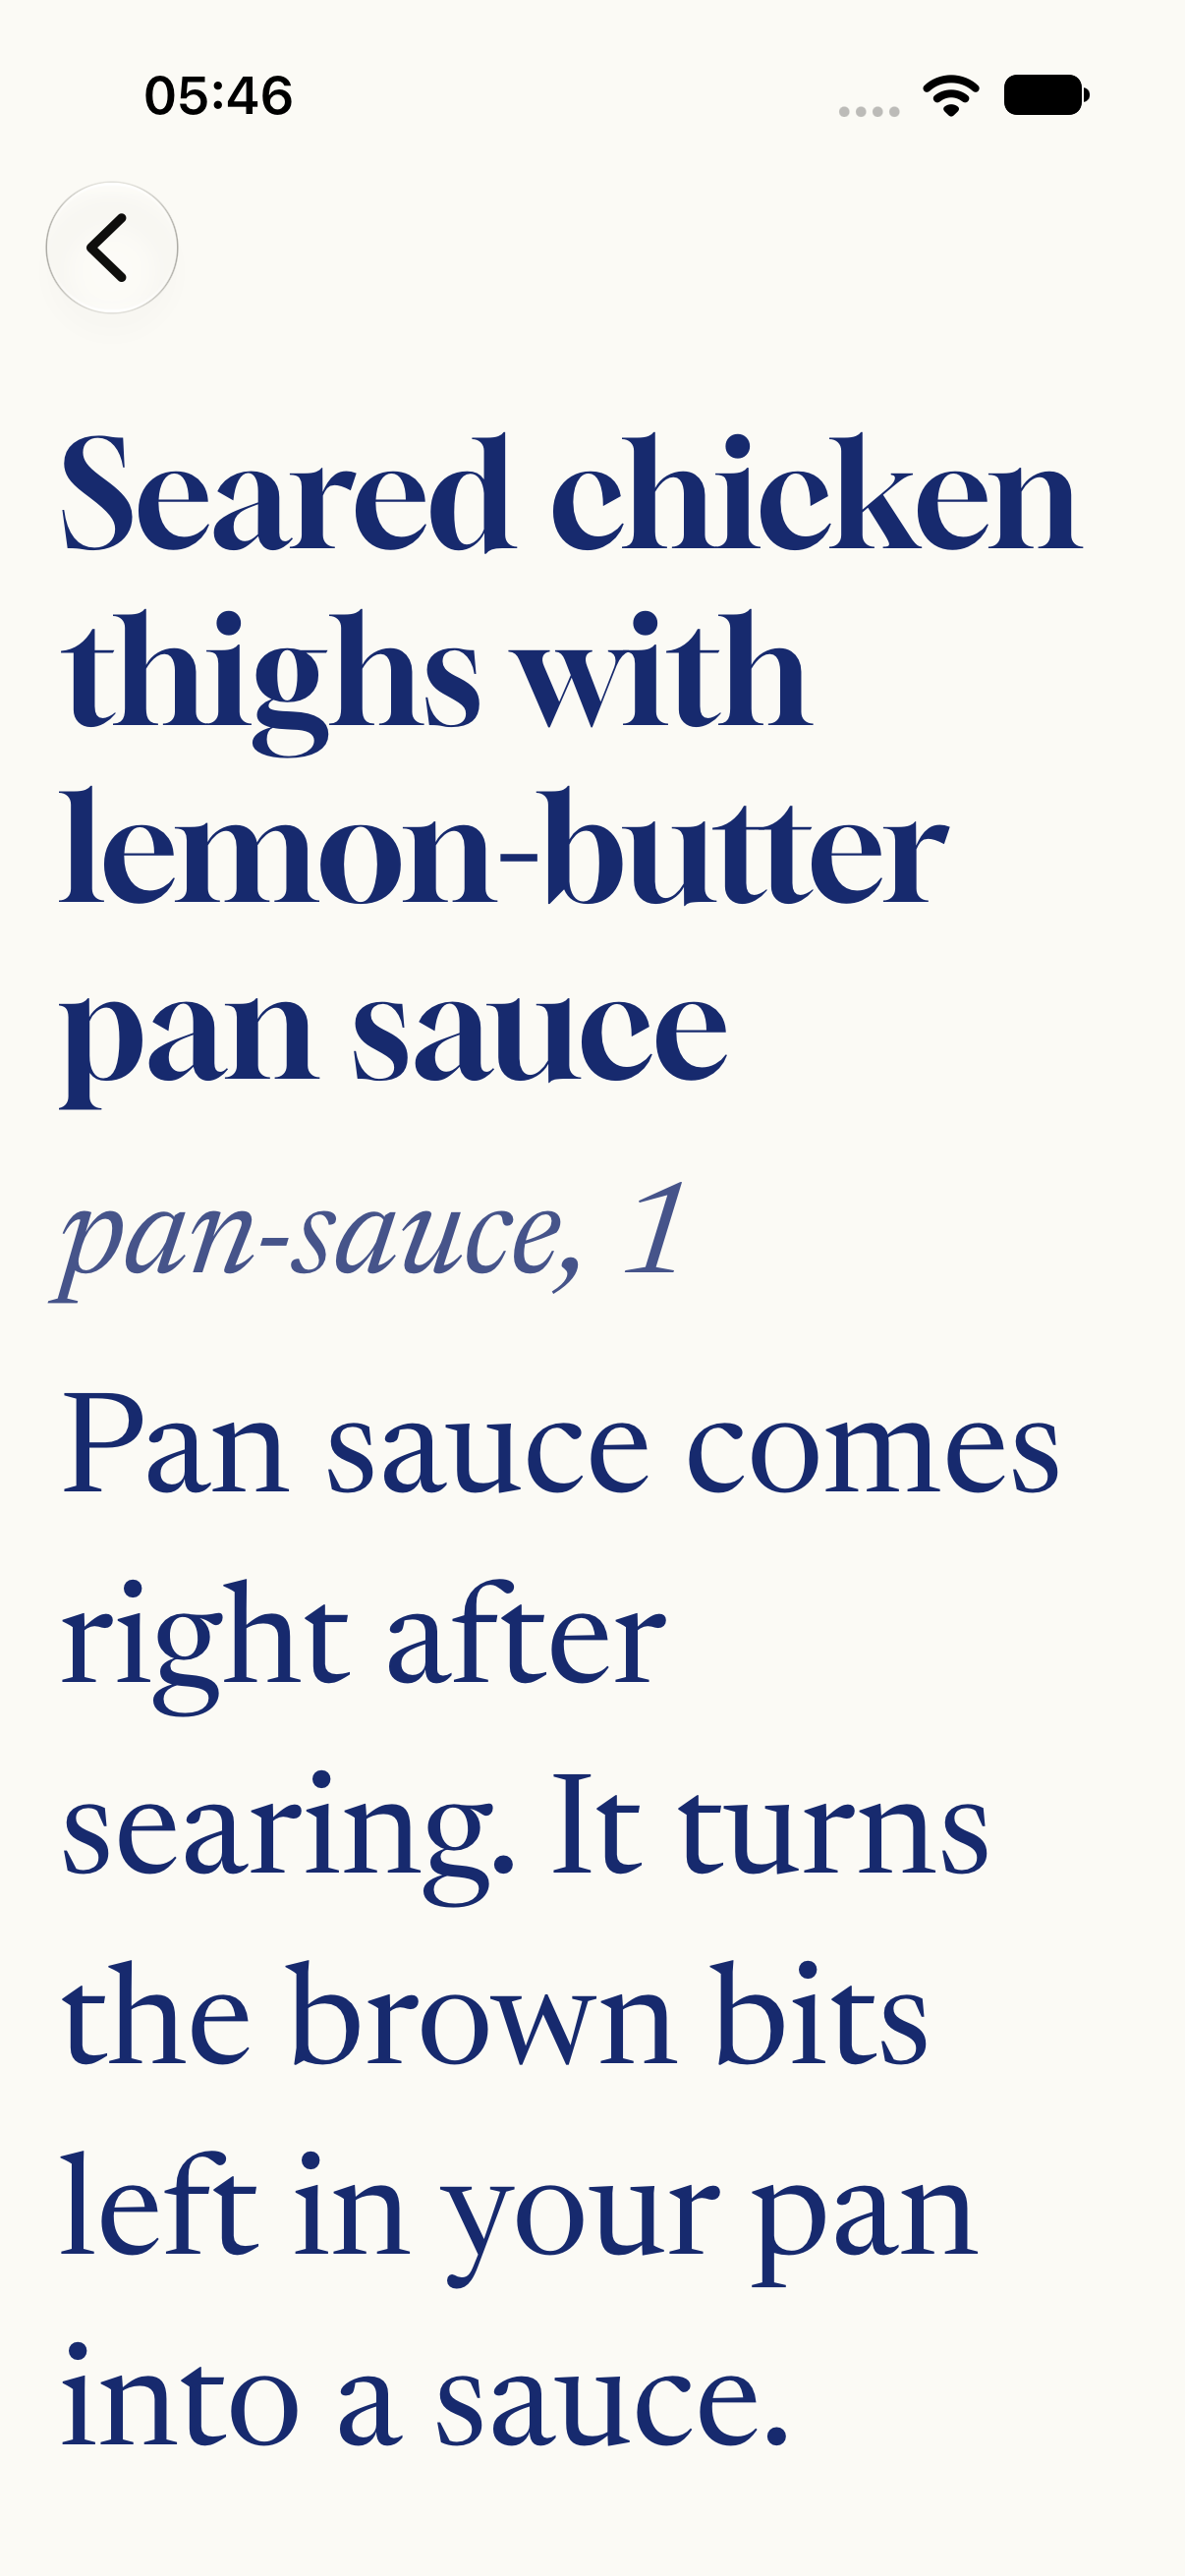 05:46
Seared chicken
thighs with
lemon-butter
pan sauce
pan-sauce, 1
Pan sauce comes
right after
searing. It turns
the brown bits
left in your pan
into a sauce.